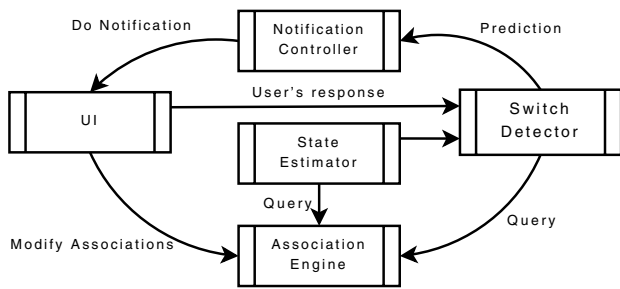 Do Notification
Notification
Controller
Prediction
UI
User's response
Switch
Detector
State
Estimator
Query
Query
Modify Associations
Association
Engine